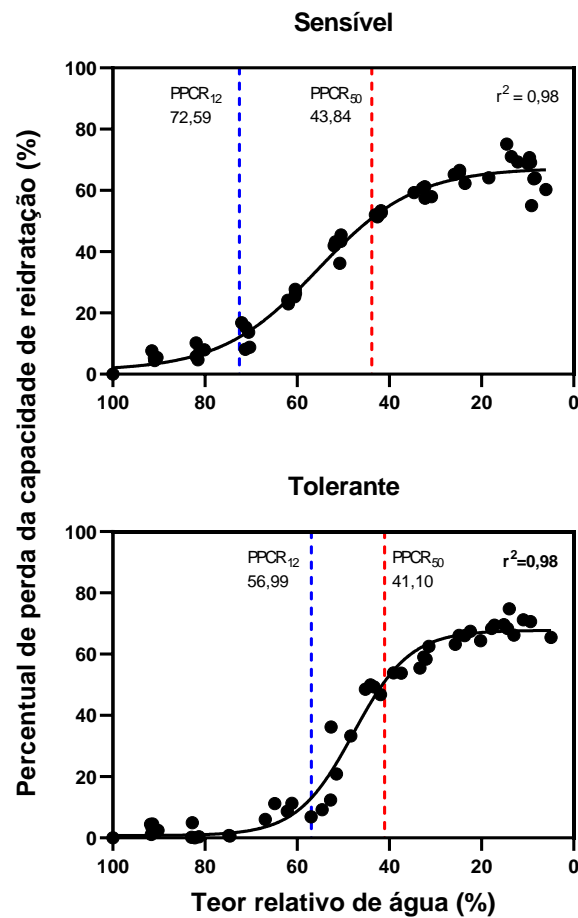 Sensível
Percentual de perda da capacidade de reidratação (%)
100
80
60
40
20
0
PPCR12
72,59
PPCR50
43,84
r2 = 0,98
100
80
60
40
20
0
Tolerante
100
80
60
40
20
0
PPCR12
56,99
PPCR50
41,10
r2=0,98
100
80
60
40
20
0
Teor relativo de água (%)